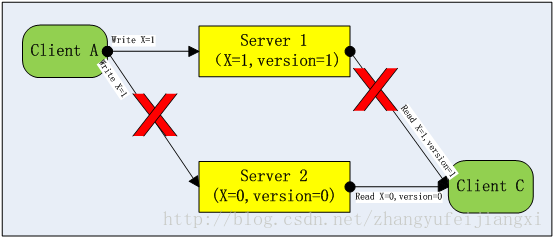 Client A
Write X=1
Write X=1
Server 1
(X=1,version=1)
Read X=1,version=1
Server 2
(X=0,version=0)
Read X=0,version=0
Client C
http://blog.csdn.net/zhangyufeijiangxi